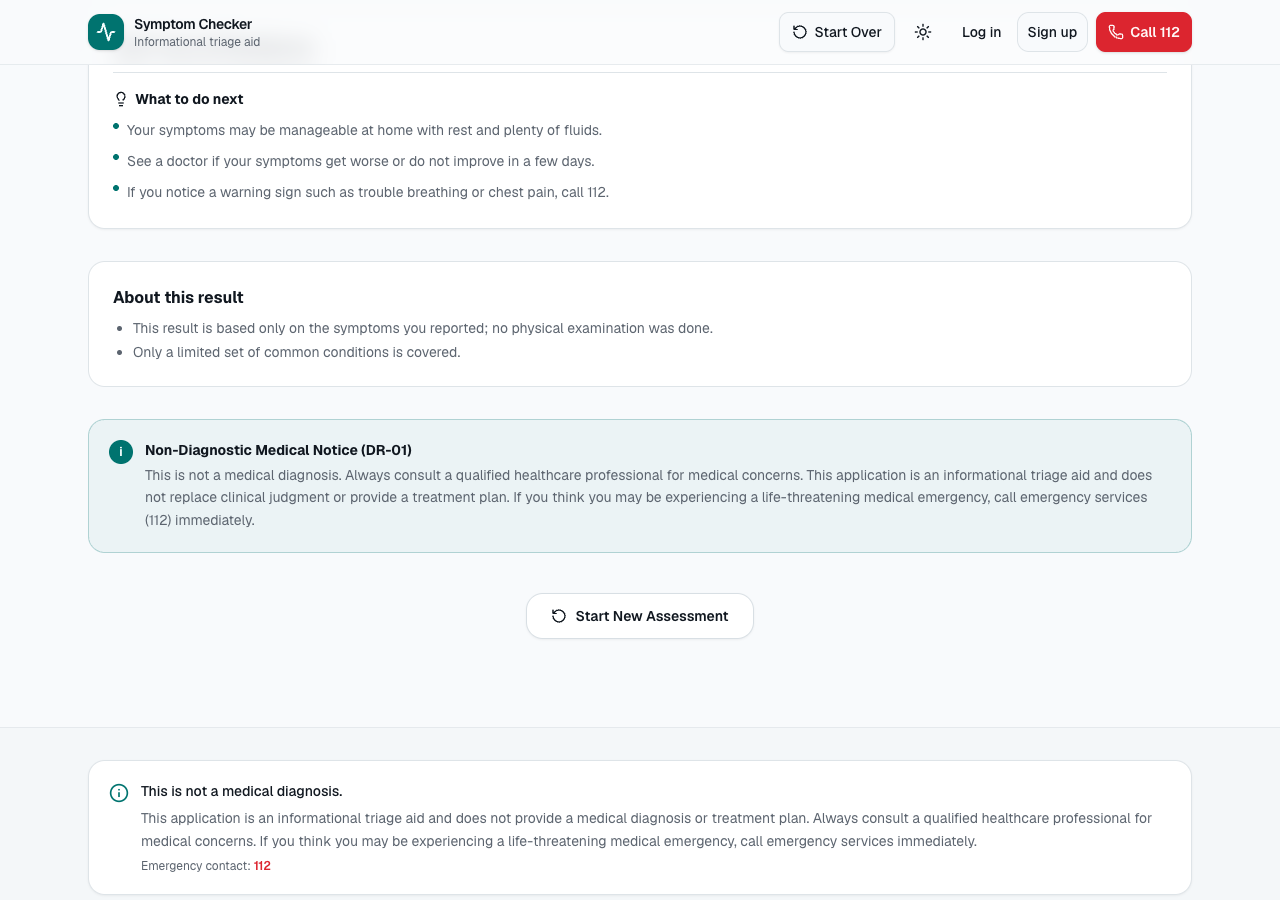 Symptom Checker
Informational triage aid
Start Over
Log in
Sign up
Call 112
What to do next
Your symptoms may be manageable at home with rest and plenty of fluids.
See a doctor if your symptoms get worse or do not improve in a few days.
If you notice a warning sign such as trouble breathing or chest pain, call 112.
About this result
This result is based only on the symptoms you reported; no physical examination was done.
Only a limited set of common conditions is covered.
Non-Diagnostic Medical Notice (DR-01)
This is not a medical diagnosis. Always consult a qualified healthcare professional for medical concerns. This application is an informational triage aid and does
not replace clinical judgment or provide a treatment plan. If you think you may be experiencing a life-threatening medical emergency, call emergency services
(112) immediately.
Start New Assessment
This is not a medical diagnosis.
This application is an informational triage aid and does not provide a medical diagnosis or treatment plan. Always consult a qualified healthcare professional for
medical concerns. If you think you may be experiencing a life-threatening medical emergency, call emergency services immediately.
Emergency contact: 112